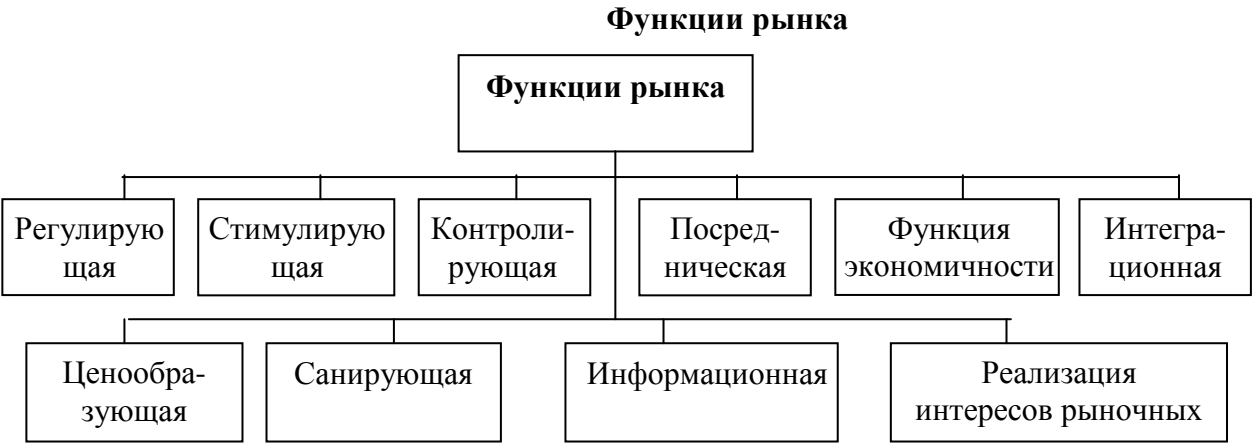 Функции рынка
Функции рынка
Регулирую
щая
Стимулирую
щая
Контроли-
рующая
Посред-
ническая
Функция
экономичности
Интегра-
ционная
Ценообра-
зующая
Санирующая
Информационная
Реализация
интересов рыночных